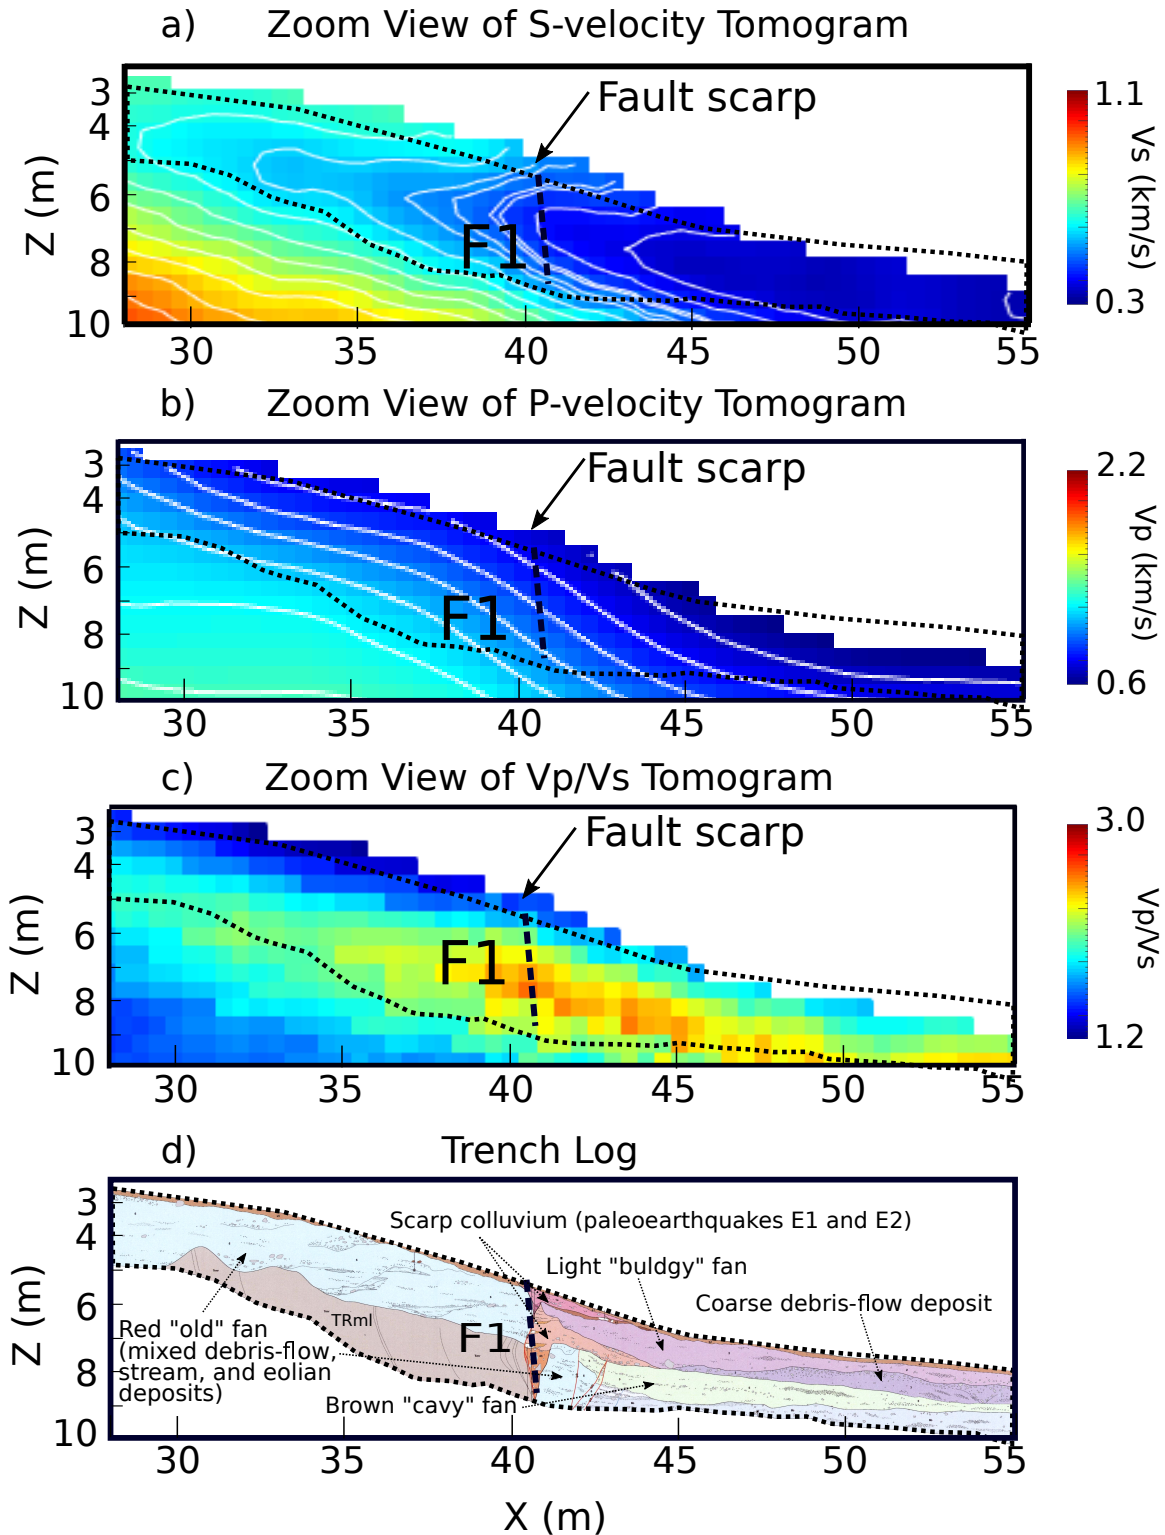 a) Zoom View of S-velocity Tomogram
Fault scarp
F1
Z (m)
3
4
6
8
10
30 35 40 45 50 55
1.1
Vs (km/s)
0.3
b) Zoom View of P-velocity Tomogram
Fault scarp
F1
Z (m)
3
4
6
8
10
30 35 40 45 50 55
2.2
Vp (km/s)
0.6
c) Zoom View of Vp/Vs Tomogram
Fault scarp
F1
Z (m)
3
4
6
8
10
30 35 40 45 50 55
3.0
Vp/Vs
1.2
d) Trench Log
Z (m)
3
4
6
8
10
Scarp colluvium (paleoearthquakes E1 and E2)
Light "buldgy" fan
Coarse debris-flow deposit
TRml
F1
Red "old" fan
(mixed debris-flow,
stream, and eolian
deposits)
Brown "cavy" fan
30 35 40 45 50 55
X (m)